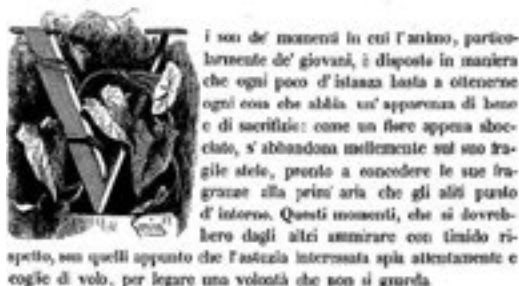 Vi son de' momenti in cui l'animo, partico-
larmente de' giovani, è disposto in maniera
che ogni poco d'istanza basta a ottenerne
ogni cosa che abbia un'apparenza di bene
e di sacrifizio: come un fiore appena sboc-
ciato, s'abbandona mollemente sul suo fra-
gile stelo, pronto a concedere le sue fra-
granze alla prim'aria che gli aliti punto
d'intorno. Questi momenti, che si dovreb-
bero dagli altri ammirare con timido ri-
spetto, son quelli appunto che l'astuzia interessata spia attentamente e
coglie di volo, per legare una volontà che non si guarda.